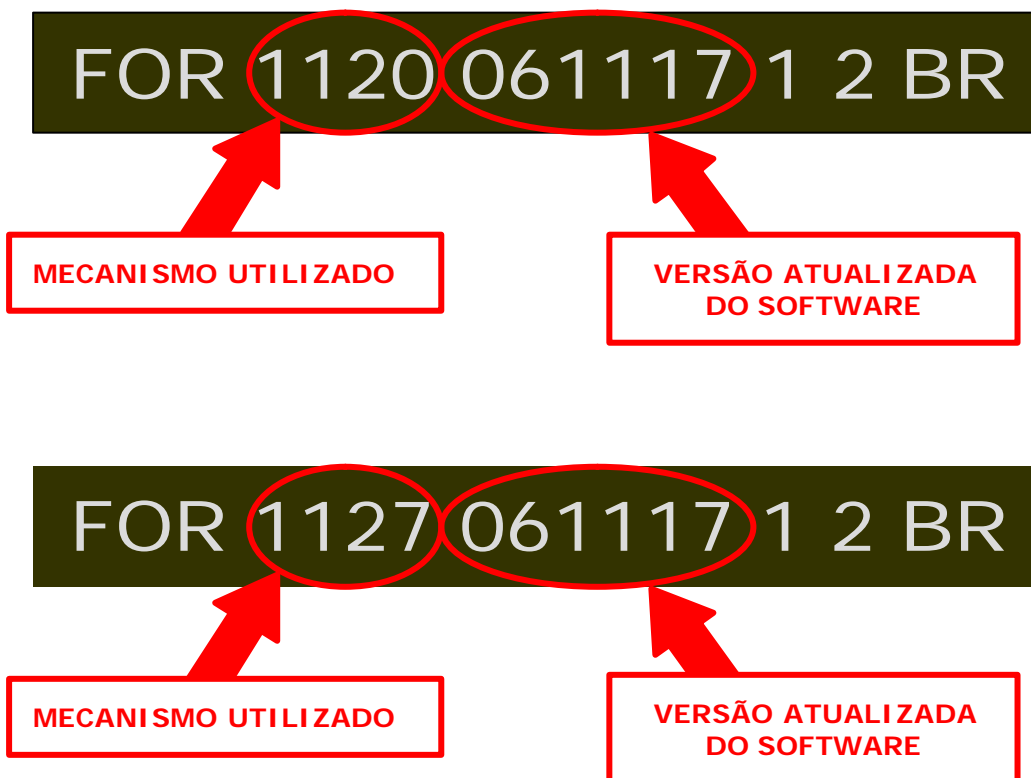 FOR 1120 061117 1 2 BR
MECANISMO UTILIZADO
VERSÃO ATUALIZADA
DO SOFTWARE
FOR 1127 061117 1 2 BR
MECANISMO UTILIZADO
VERSÃO ATUALIZADA
DO SOFTWARE